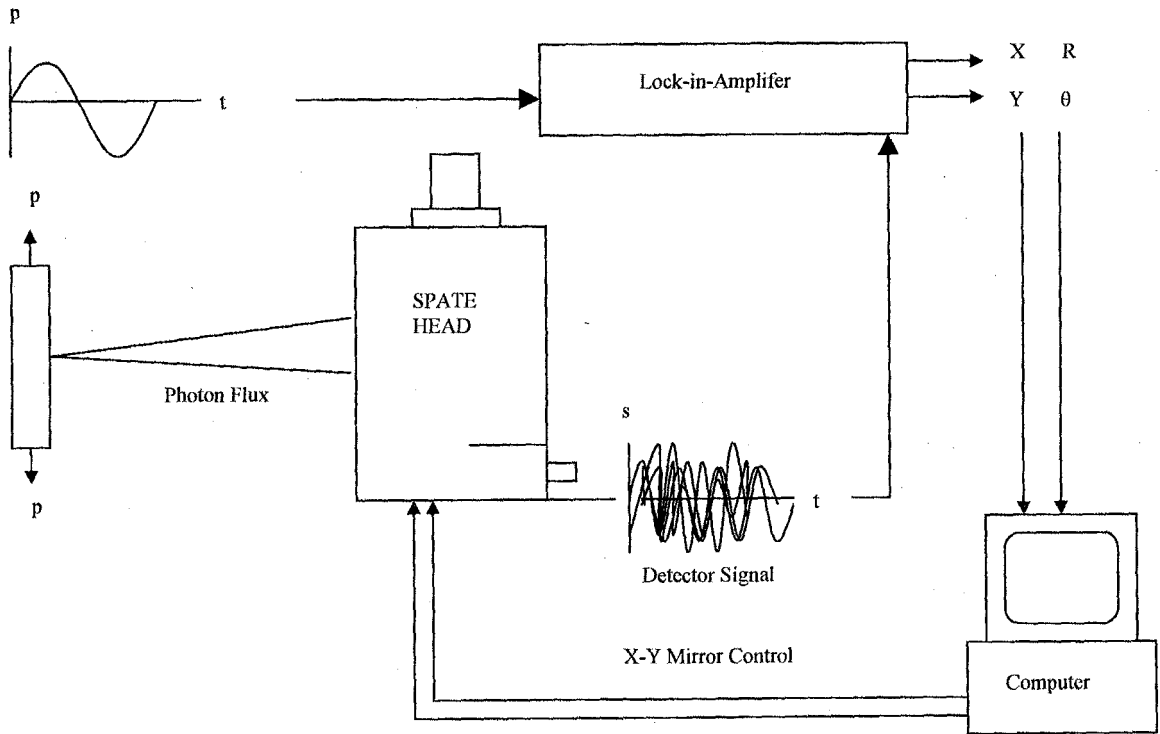 p
t
Lock-in-Amplifer
X R
Y θ
p
SPATE
HEAD
Photon Flux
s
t
p
Detector Signal
X-Y Mirror Control
Computer